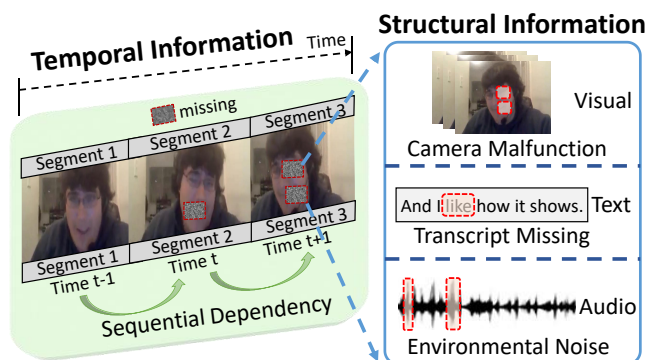 Temporal Information
Time
missing
Segment 1
Segment 2
Segment 3
Segment 1
Segment 2
Segment 3
Time t-1
Time t
Time t+1
Sequential Dependency
Structural Information
Visual
Camera Malfunction
And I like how it shows.
Text
Transcript Missing
Audio
Environmental Noise